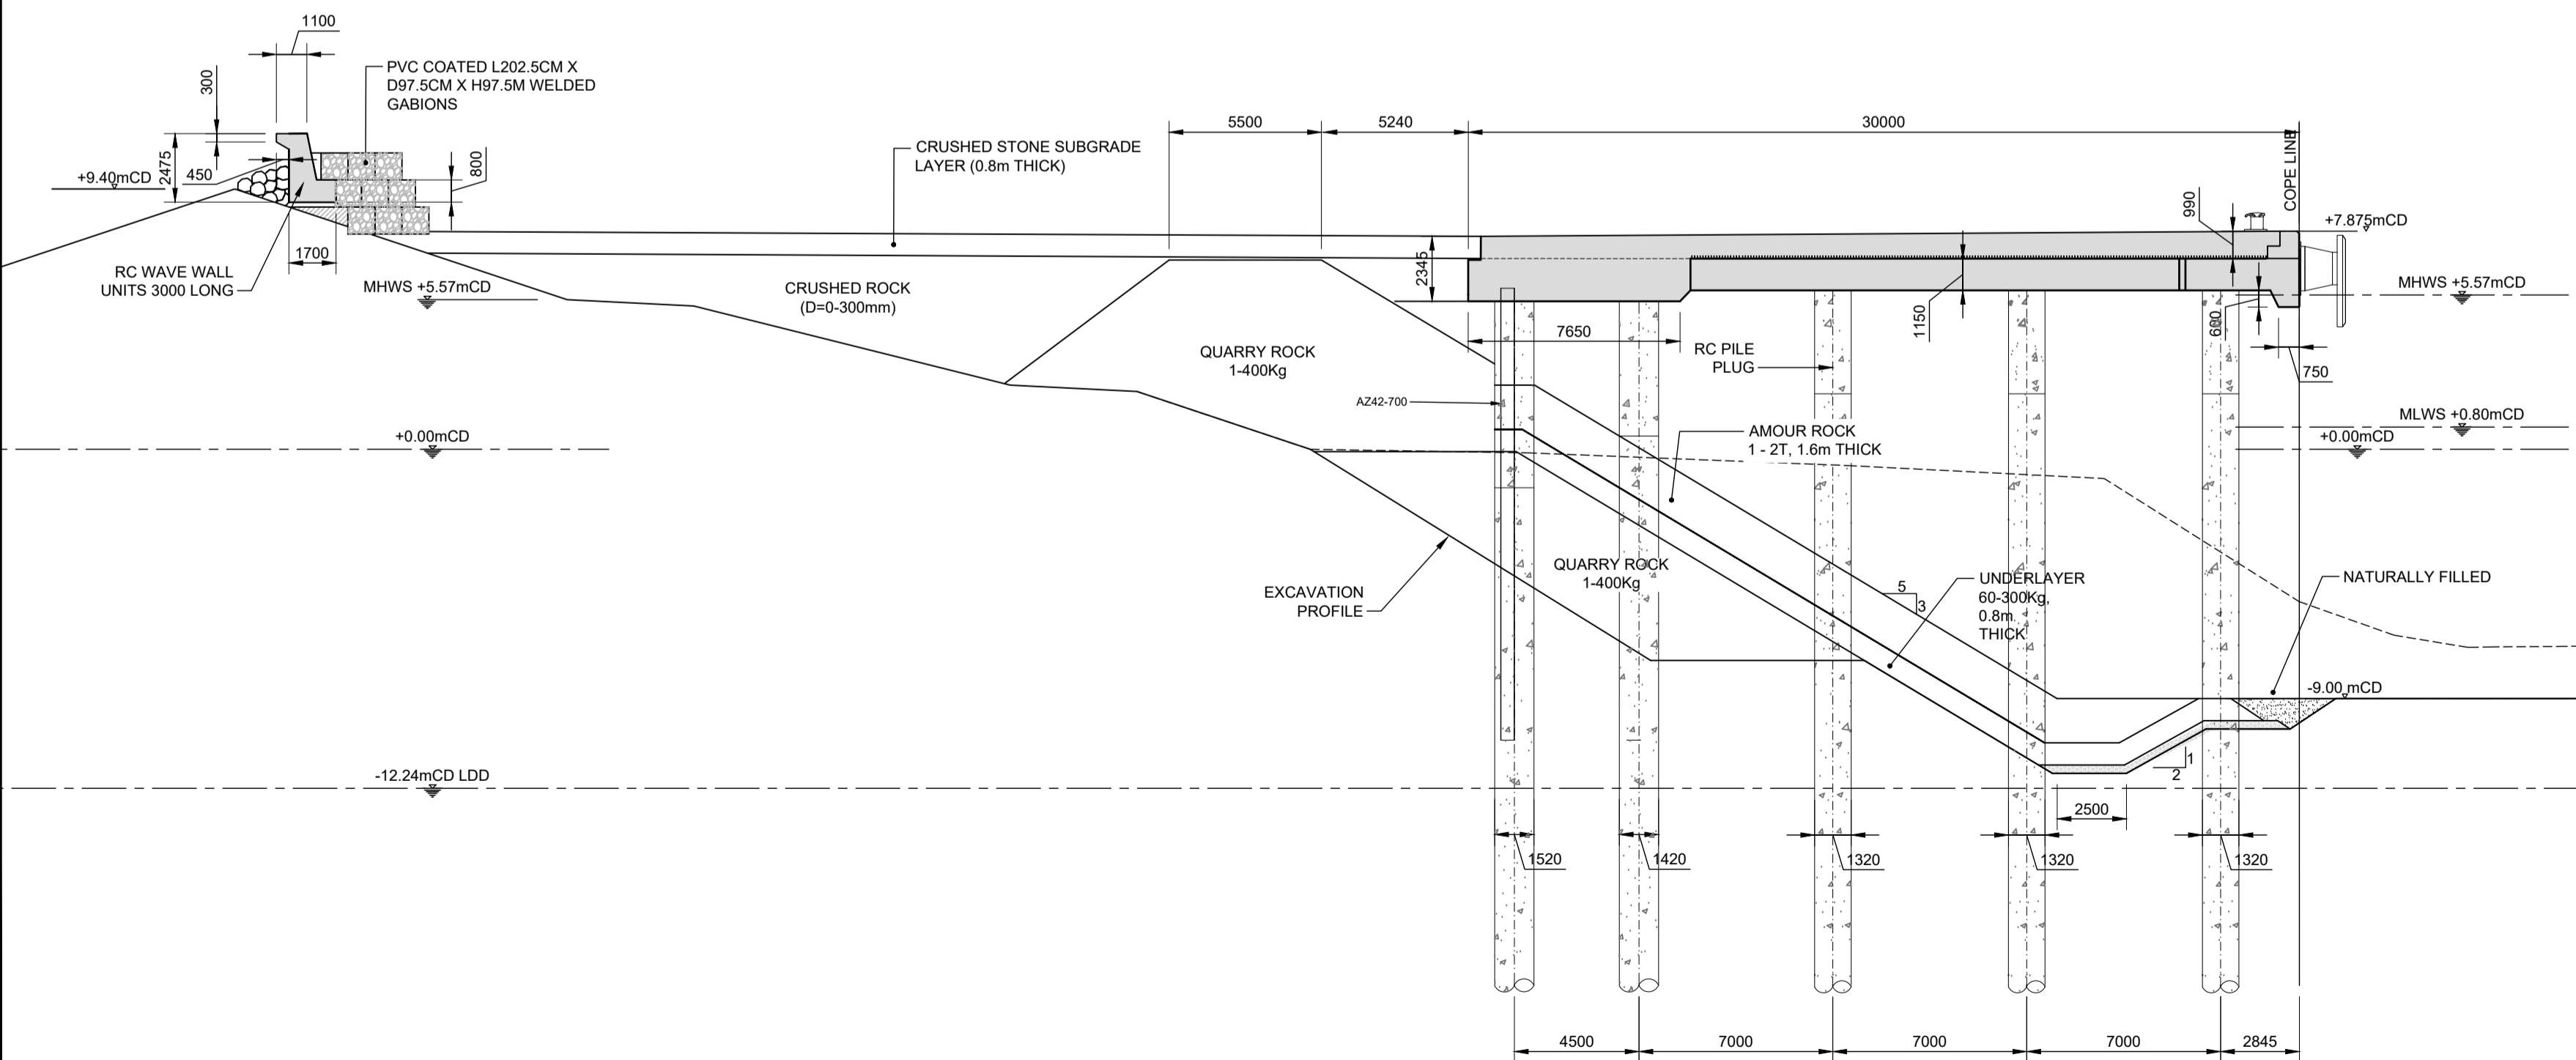 1100
300
2475
450
+9.40mCD
PVC COATED L202.5CM X
D97.5CM X H97.5M WELDED
GABIONS
800
1700
RC WAVE WALL
UNITS 3000 LONG
MHWS +5.57mCD
CRUSHED STONE SUBGRADE
LAYER (0.8m THICK)
CRUSHED ROCK
(D=0-300mm)
5500
5240
30000
COPE LINE
990
+7.875mCD
2345
7650
1150
600
750
MHWS +5.57mCD
QUARRY ROCK
1-400Kg
RC PILE
PLUG
AZ42-700
AMOUR ROCK
1 - 2T, 1.6m THICK
MLWS +0.80mCD
+0.00mCD
+0.00mCD
QUARRY ROCK
1-400Kg
EXCAVATION
PROFILE
5
3
UNDERLAYER
60-300Kg,
0.8m
THICK
NATURALLY FILLED
-9.00 mCD
-12.24mCD LDD
1
2
2500
1520
1420
1320
1320
1320
4500
7000
7000
7000
2845